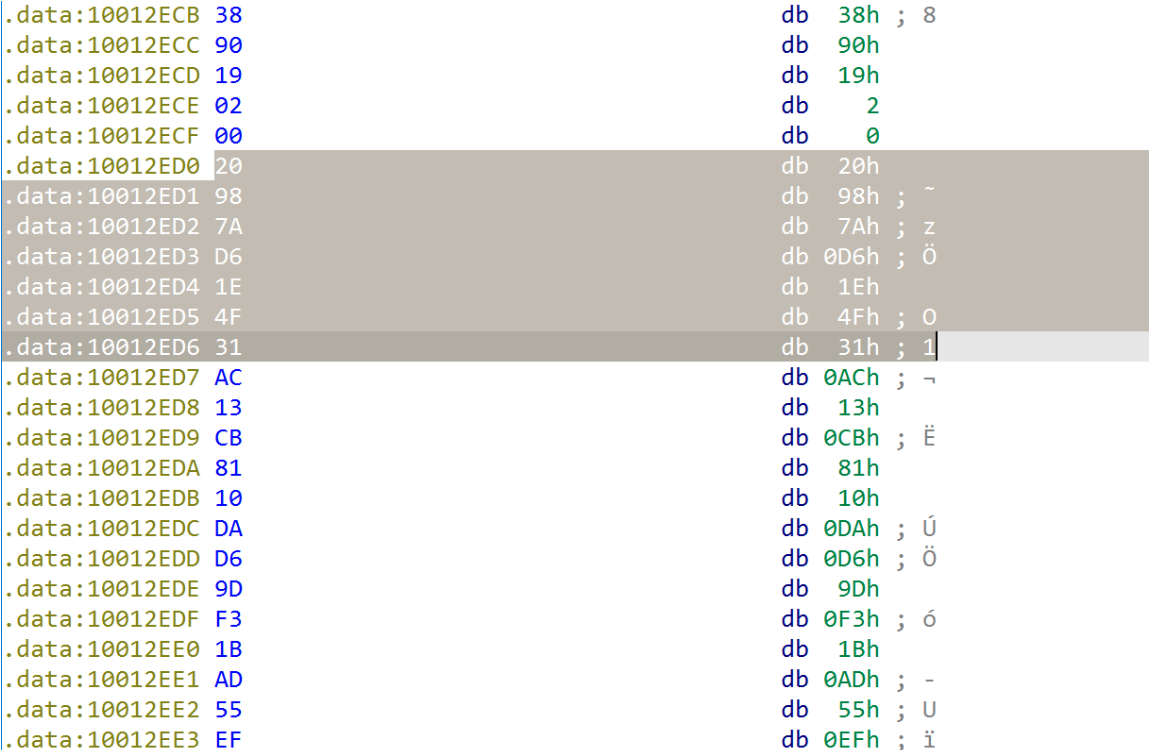 .data:10012ECB 38 db 38h ; 8
.data:10012ECC 90 db 90h
.data:10012ECD 19 db 19h
.data:10012ECE 02 db 2
.data:10012ECF 00 db 0
.data:10012ED0 20 db 20h
.data:10012ED1 98 db 98h ; ˜
.data:10012ED2 7A db 7Ah ; z
.data:10012ED3 D6 db 0D6h ; Ö
.data:10012ED4 1E db 1Eh
.data:10012ED5 4F db 4Fh ; O
.data:10012ED6 31 db 31h ; 1
.data:10012ED7 AC db 0ACh ; ¬
.data:10012ED8 13 db 13h
.data:10012ED9 CB db 0CBh ; Ë
.data:10012EDA 81 db 81h
.data:10012EDB 10 db 10h
.data:10012EDC DA db 0DAh ; Ú
.data:10012EDD D6 db 0D6h ; Ö
.data:10012EDE 9D db 9Dh
.data:10012EDF F3 db 0F3h ; ó
.data:10012EE0 1B db 1Bh
.data:10012EE1 AD db 0ADh ; -
.data:10012EE2 55 db 55h ; U
.data:10012EE3 EF db 0EFh ; ï